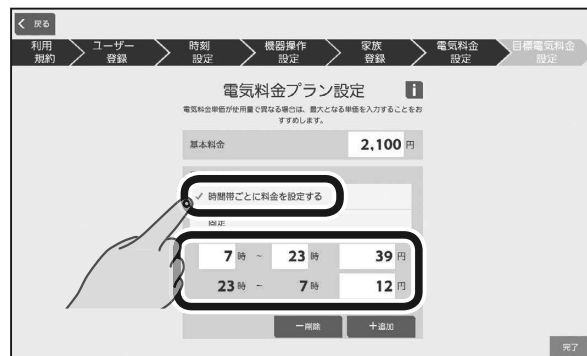 戻る
利用
規約
ユーザー
登録
時刻
設定
機器操作
設定
家族
登録
電気料金
設定
目標電気料金
設定
電気料金プラン設定
i
電気料金単価が使用量で異なる場合は、最大となる単価を入力することをお
すすめします。
基本料金 2,100 円
✓ 時間帯ごとに料金を設定する
7 時 ~ 23 時 39 円
23 時 ~ 7 時 12 円
ー削除 +追加
完了